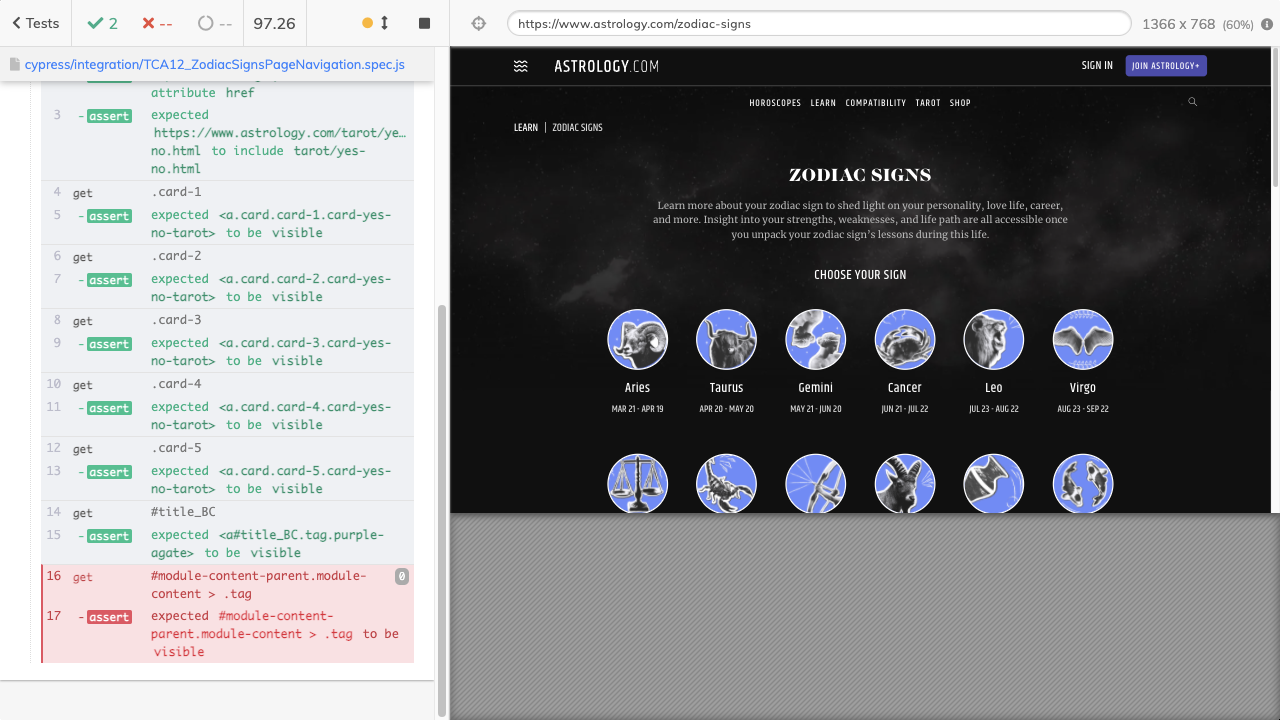 Tests
2
--
--
97.26
https://www.astrology.com/zodiac-signs
1366 x 768 (60%)
cypress/integration/TCA12_ZodiacSignsPageNavigation.spec.js
attribute href
3 -assert expected
https://www.astrology.com/tarot/ye…
no.html to include tarot/yes-
no.html
4 get .card-1
5 -assert expected <a.card.card-1.card-yes-
no-tarot> to be visible
6 get .card-2
7 -assert expected <a.card.card-2.card-yes-
no-tarot> to be visible
8 get .card-3
9 -assert expected <a.card.card-3.card-yes-
no-tarot> to be visible
10 get .card-4
11 -assert expected <a.card.card-4.card-yes-
no-tarot> to be visible
12 get .card-5
13 -assert expected <a.card.card-5.card-yes-
no-tarot> to be visible
14 get #title_BC
15 -assert expected <a#title_BC.tag.purple-
agate> to be visible
16 get #module-content-parent.module- 0
content > .tag
17 -assert expected #module-content-
parent.module-content > .tag to be
visible
ASTROLOGY.COM
SIGN IN
JOIN ASTROLOGY+
HOROSCOPES LEARN COMPATIBILITY TAROT SHOP
LEARN | ZODIAC SIGNS
ZODIAC SIGNS
Learn more about your zodiac sign to shed light on your personality, love life, career,
and more. Insight into your strengths, weaknesses, and life path are all accessible once
you unpack your zodiac sign's lessons during this life.
CHOOSE YOUR SIGN
Aries Taurus Gemini Cancer Leo Virgo
MAR 21 - APR 19 APR 20 - MAY 20 MAY 21 - JUN 20 JUN 21 - JUL 22 JUL 23 - AUG 22 AUG 23 - SEP 22